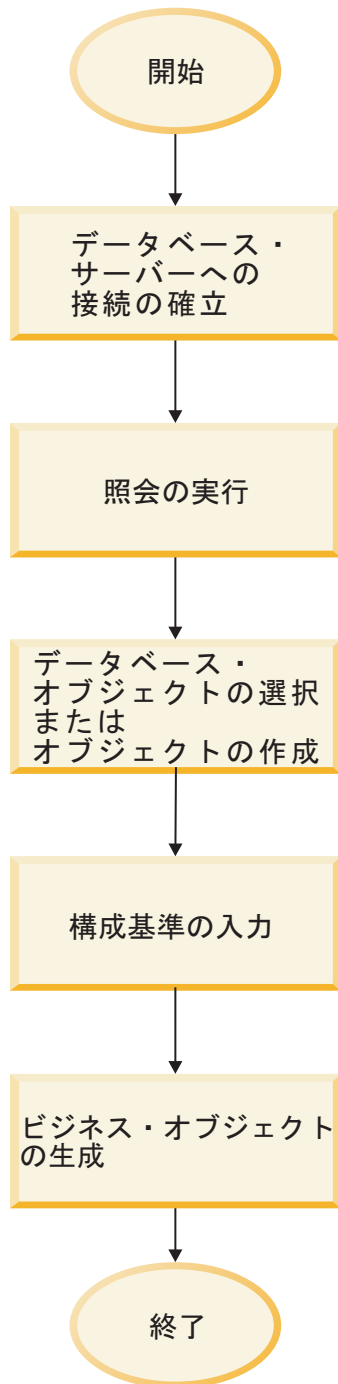 開始
データベース・
サーバーへの
接続の確立
照会の実行
データベース・
オブジェクトの選択
または
オブジェクトの作成
構成基準の入力
ビジネス・オブジェクト
の生成
終了